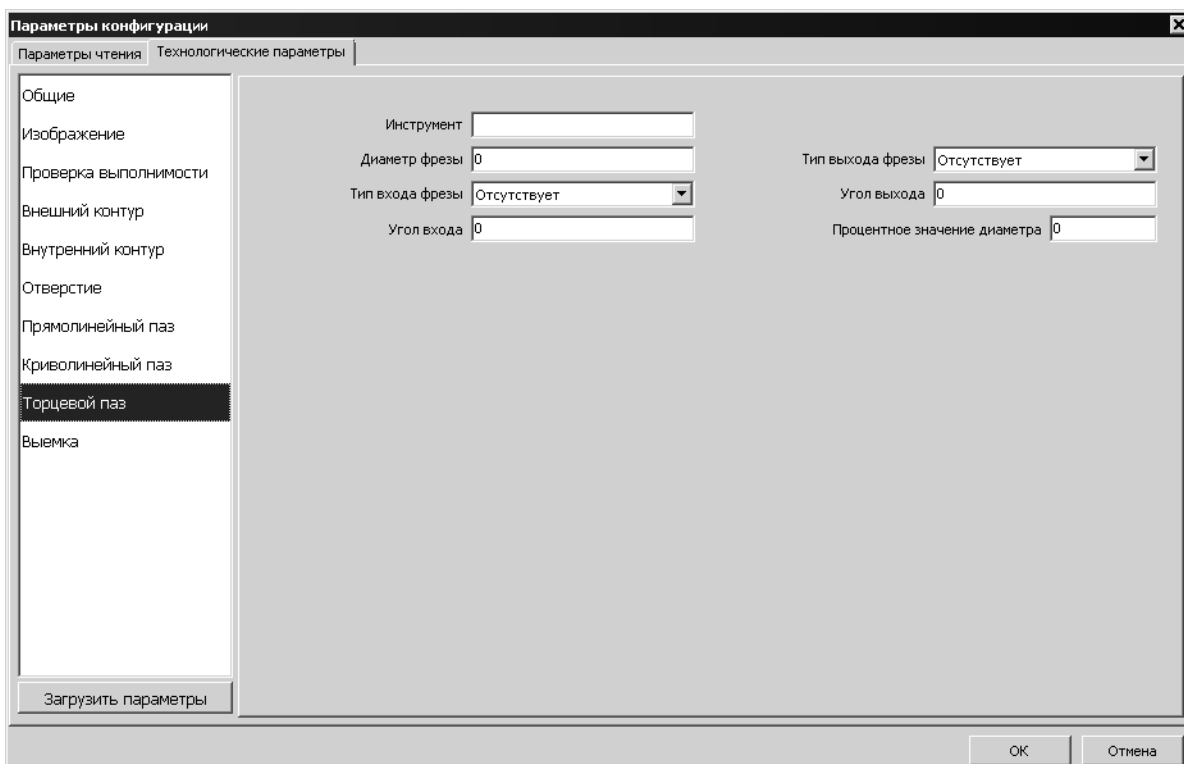 Параметры конфигурации
Параметры чтения
Технологические параметры
Общие
Изображение
Проверка выполнимости
Внешний контур
Внутренний контур
Отверстие
Прямолинейный паз
Криволинейный паз
Торцевой паз
Выемка
Загрузить параметры
Инструмент
Диаметр фрезы 0
Тип входа фрезы Отсутствует
Угол входа 0
Тип выхода фрезы Отсутствует
Угол выхода 0
Процентное значение диаметра 0
ОК
Отмена